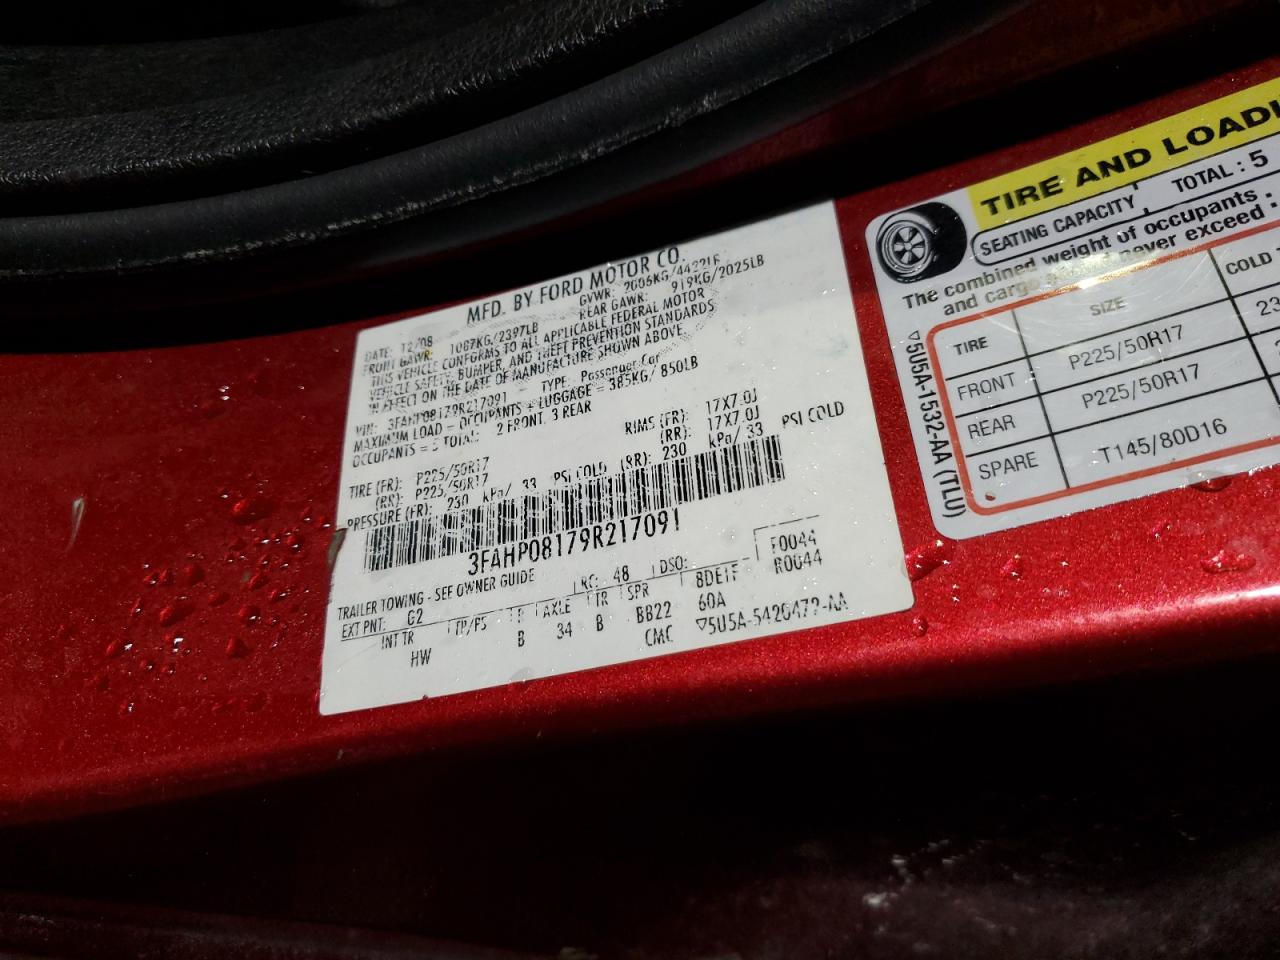 MFD. BY FORD MOTOR CO.
DATE: 12/08 GVWR: 2006KG/4422LB
FRONT GAWR: 1087KG/2397LB REAR GAWR: 919KG/2025LB
THIS VEHICLE CONFORMS TO ALL APPLICABLE FEDERAL MOTOR
VEHICLE SAFETY, BUMPER, AND THEFT PREVENTION STANDARDS
IN EFFECT ON THE DATE OF MANUFACTURE SHOWN ABOVE.
VIN: 3FAHP08179R217091 TYPE: Passenger Car
MAXIMUM LOAD = OCCUPANTS + LUGGAGE = 385KG/ 850LB
OCCUPANTS = 5 TOTAL: 2 FRONT, 3 REAR
TIRE (FR): P225/50R17 RIMS (FR): 17X7.0J
(RR): P225/50R17 (RR): 17X7.0J
PRESSURE (FR): 230 kPa/ 33 PSI COLD (RR): 230 kPa/ 33 PSI COLD
3FAHP08179R217091
TRAILER TOWING - SEE OWNER GUIDE
F0044
EXT PNT: G2 RC: 48 DSO: R0044
INT TR TP/PS R AXLE TR SPR 8DE1F
HW B 34 B BB22 60A
CMC ▽5U5A-5420472-AA
TIRE AND LOADI
SEATING CAPACITY TOTAL : 5
The combined weight of occupants
and cargo never exceed :
TIRE SIZE COLD
FRONT P225/50R17 23
REAR P225/50R17
SPARE T145/80D16
▽5U5A-1532-AA (TLU)